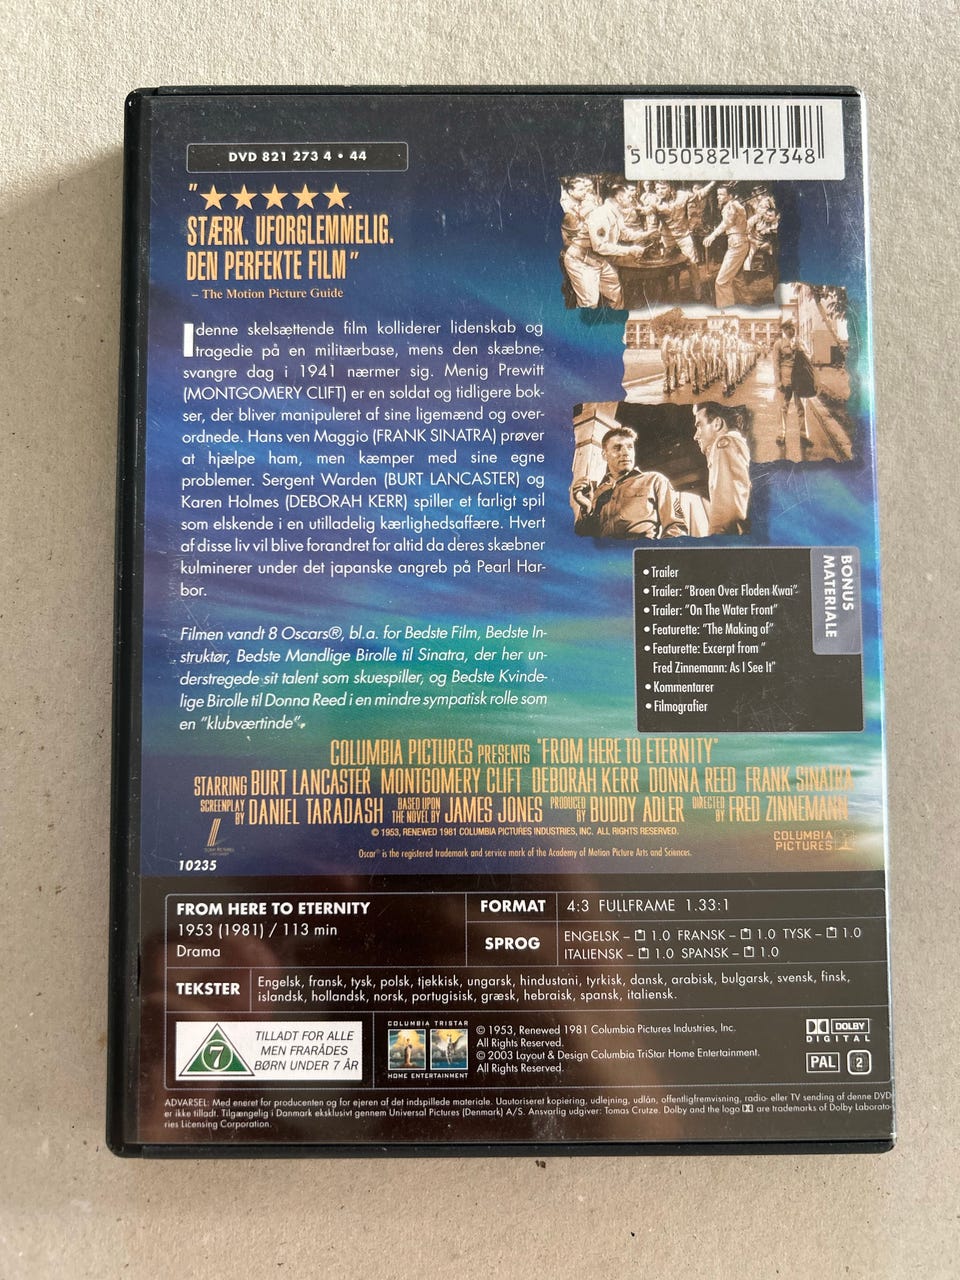 DVD 821 273 4 • 44
5 050582 127348
"★★★★★.
STÆRK. UFORGLEMMELIG.
DEN PERFEKTE FILM"
– The Motion Picture Guide
I denne skelsættende film kolliderer lidenskab og
tragedie på en militærbase, mens den skæbne-
svangre dag i 1941 nærmer sig. Menig Prewitt
(MONTGOMERY CLIFT) er en soldat og tidligere bok-
ser, der bliver manipuleret af sine ligemænd og over-
ordnede. Hans ven Maggio (FRANK SINATRA) prøver
at hjælpe ham, men kæmper med sine egne
problemer. Sergent Warden (BURT LANCASTER) og
Karen Holmes (DEBORAH KERR) spiller et farligt spil
som elskende i en utilladelig kærlighedsaffære. Hvert
af disse liv vil blive forandret for altid da deres skæbner
kulminerer under det japanske angreb på Pearl Har-
bor.
Filmen vandt 8 Oscars®, bl.a. for Bedste Film, Bedste In-
struktør, Bedste Mandlige Birolle til Sinatra, der her un-
derstregede sit talent som skuespiller, og Bedste Kvinde-
lige Birolle til Donna Reed i en mindre sympatisk rolle som
en "klubværtinde".
BONUS
MATERIALE
• Trailer
• Trailer: "Broen Over Floden Kwai"
• Trailer: "On The Water Front"
• Featurette: "The Making of"
• Featurette: Excerpt from "
Fred Zinnemann: As I See It"
• Kommentarer
• Filmografier
COLUMBIA PICTURES PRESENTS "FROM HERE TO ETERNITY"
STARRING BURT LANCASTER MONTGOMERY CLIFT DEBORAH KERR DONNA REED FRANK SINATRA
SCREENPLAY BY DANIEL TARADASH BASED UPON THE NOVEL BY JAMES JONES PRODUCED BY BUDDY ADLER DIRECTED BY FRED ZINNEMANN
© 1953, RENEWED 1981 COLUMBIA PICTURES INDUSTRIES, INC. ALL RIGHTS RESERVED.
Oscar® is the registered trademark and service mark of the Academy of Motion Picture Arts and Sciences.
COLUMBIA
PICTURES
10235
FROM HERE TO ETERNITY
1953 (1981) / 113 min
Drama
FORMAT 4:3 FULLFRAME 1.33:1
SPROG ENGELSK – 1.0 FRANSK – 1.0 TYSK – 1.0
ITALIENSK – 1.0 SPANSK – 1.0
TEKSTER Engelsk, fransk, tysk, polsk, tjekkisk, ungarsk, hindustani, tyrkisk, dansk, arabisk, bulgarsk, svensk, finsk,
islandsk, hollandsk, norsk, portugisisk, græsk, hebraisk, spansk, italiensk.
7
TILLADT FOR ALLE
MEN FRARÅDES
BØRN UNDER 7 ÅR
COLUMBIA TRISTAR
HOME ENTERTAINMENT
© 1953, Renewed 1981 Columbia Pictures Industries, Inc.
All Rights Reserved.
© 2003 Layout & Design Columbia TriStar Home Entertainment.
All Rights Reserved.
DOLBY
DIGITAL
PAL 2
ADVARSEL: Med eneret for producenten og for ejeren af det indspillede materiale. Uautoriseret kopiering, udlejning, udlån, offentligfremvisning, radio- eller TV sending af denne DVD
er ikke tilladt. Tilgængelig i Danmark eksklusivt gennem Universal Pictures (Denmark) A/S. Ansvarlig udgiver: Tomas Crutze. Dolby and the logo are trademarks of Dolby Laborato-
ries Licensing Corporation.